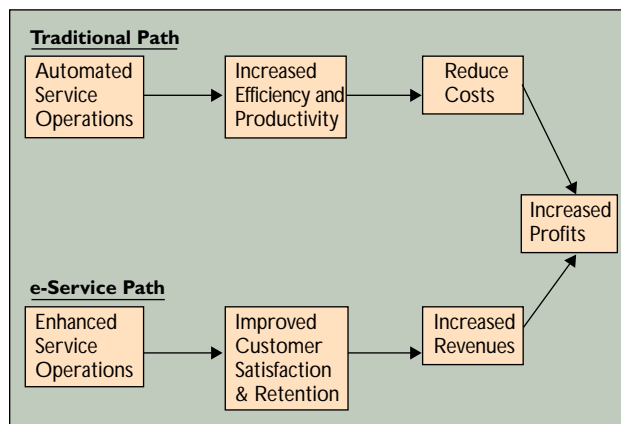 Traditional Path
Automated
Service
Operations
Increased
Efficiency and
Productivity
Reduce
Costs
Increased
Profits
e-Service Path
Enhanced
Service
Operations
Improved
Customer
Satisfaction
& Retention
Increased
Revenues